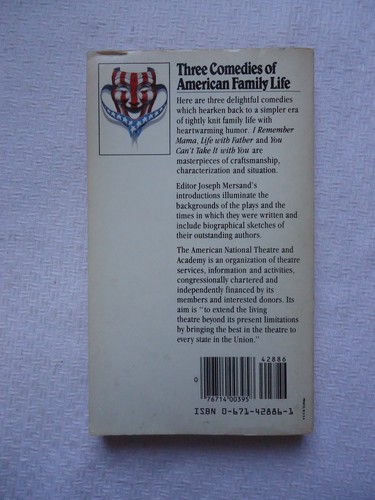 Three Comedies of
American Family Life
Here are three delightful comedies
which hearken back to a simpler era
of tightly knit family life with
heartwarming humor. I Remember
Mama, Life with Father and You
Can't Take It with You are
masterpieces of craftsmanship,
characterization and situation.
Editor Joseph Mersand's
introductions illuminate the
backgrounds of the plays and the
times in which they were written and
include biographical sketches of
their outstanding authors.
The American National Theatre and
Academy is an organization of theatre
services, information and activities,
congressionally chartered and
independently financed by its
members and interested donors. Its
aim is "to extend the living
theatre beyond its present limitations
by bringing the best in the theatre to
every state in the Union."
42886
0
76714 00395
ISBN 0-671-42886-1